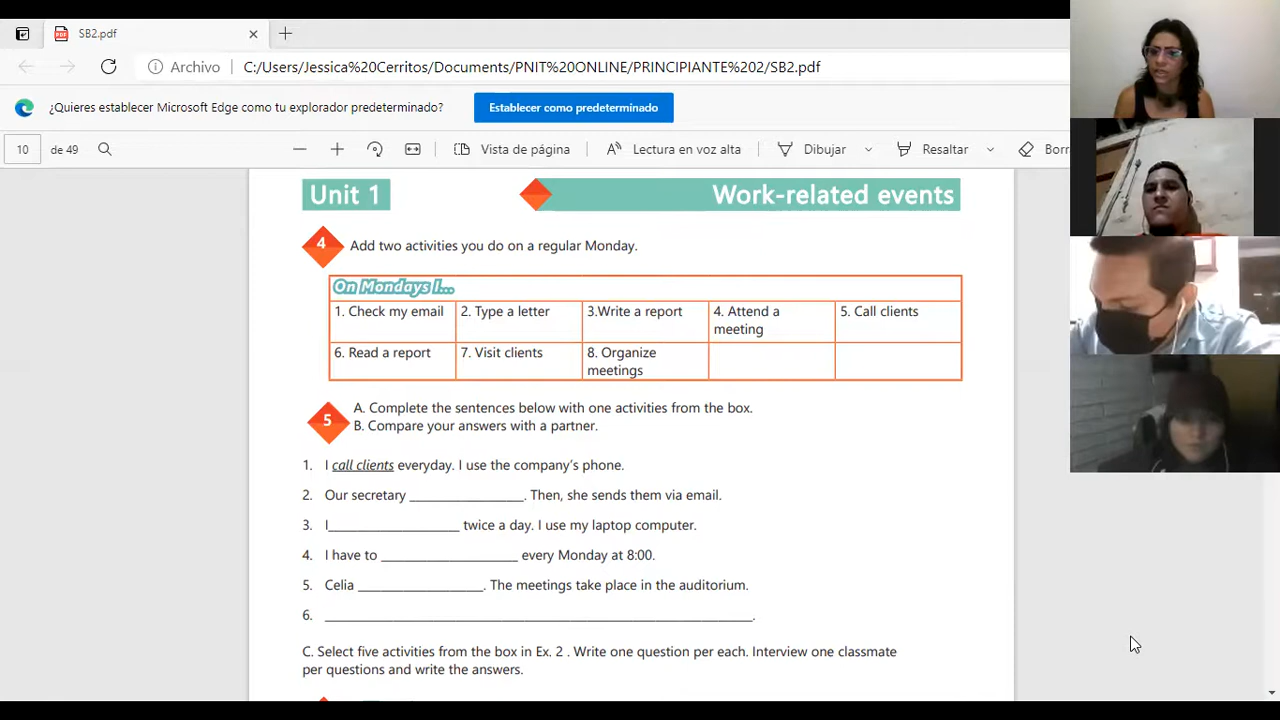 SB2.pdf
Archivo C:/Users/Jessica%20Cerritos/Documents/PNIT%20ONLINE/PRINCIPIANTE%202/SB2.pdf
¿Quieres establecer Microsoft Edge como tu explorador predeterminado? Establecer como predeterminado
10 de 49 Vista de página Lectura en voz alta Dibujar Resaltar Borr
Unit 1 Work-related events
4 Add two activities you do on a regular Monday.
On Mondays I...
1. Check my email 2. Type a letter 3.Write a report 4. Attend a meeting 5. Call clients
6. Read a report 7. Visit clients 8. Organize meetings
5 A. Complete the sentences below with one activities from the box.
B. Compare your answers with a partner.
1. I call clients everyday. I use the company's phone.
2. Our secretary _________________. Then, she sends them via email.
3. I___________________ twice a day. I use my laptop computer.
4. I have to ____________________ every Monday at 8:00.
5. Celia __________________. The meetings take place in the auditorium.
6. ______________________________________________________________.
C. Select five activities from the box in Ex. 2 . Write one question per each. Interview one classmate
per questions and write the answers.